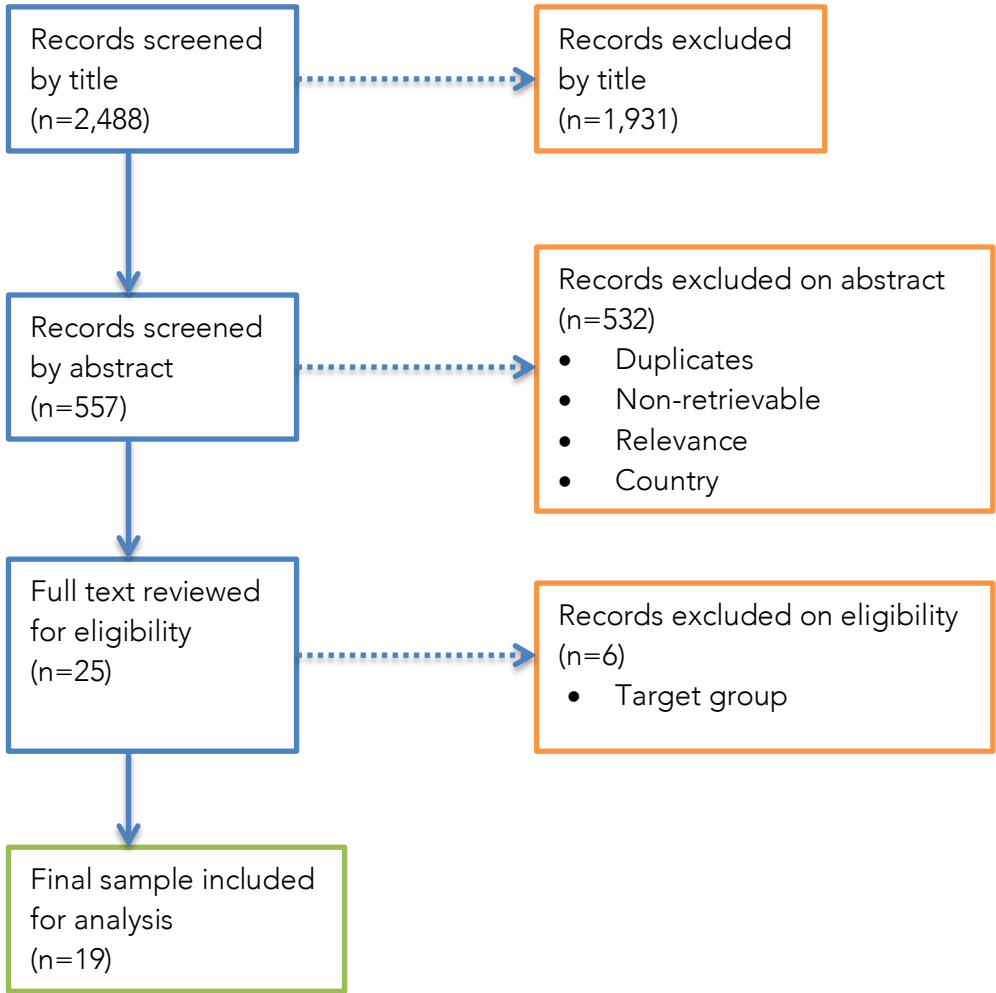 Records screened
by title
(n=2,488)
Records excluded
by title
(n=1,931)
Records screened
by abstract
(n=557)
Records excluded on abstract
(n=532)
• Duplicates
• Non-retrievable
• Relevance
• Country
Full text reviewed
for eligibility
(n=25)
Records excluded on eligibility
(n=6)
• Target group
Final sample included
for analysis
(n=19)